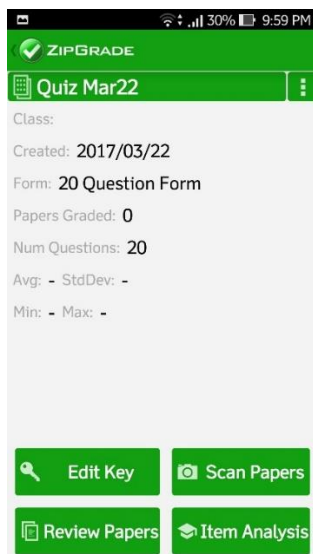 30% 9:59 PM
ZIPGRADE
Quiz Mar22
Class:
Created: 2017/03/22
Form: 20 Question Form
Papers Graded: 0
Num Questions: 20
Avg: - StdDev: -
Min: - Max: -
Edit Key Scan Papers
Review Papers Item Analysis